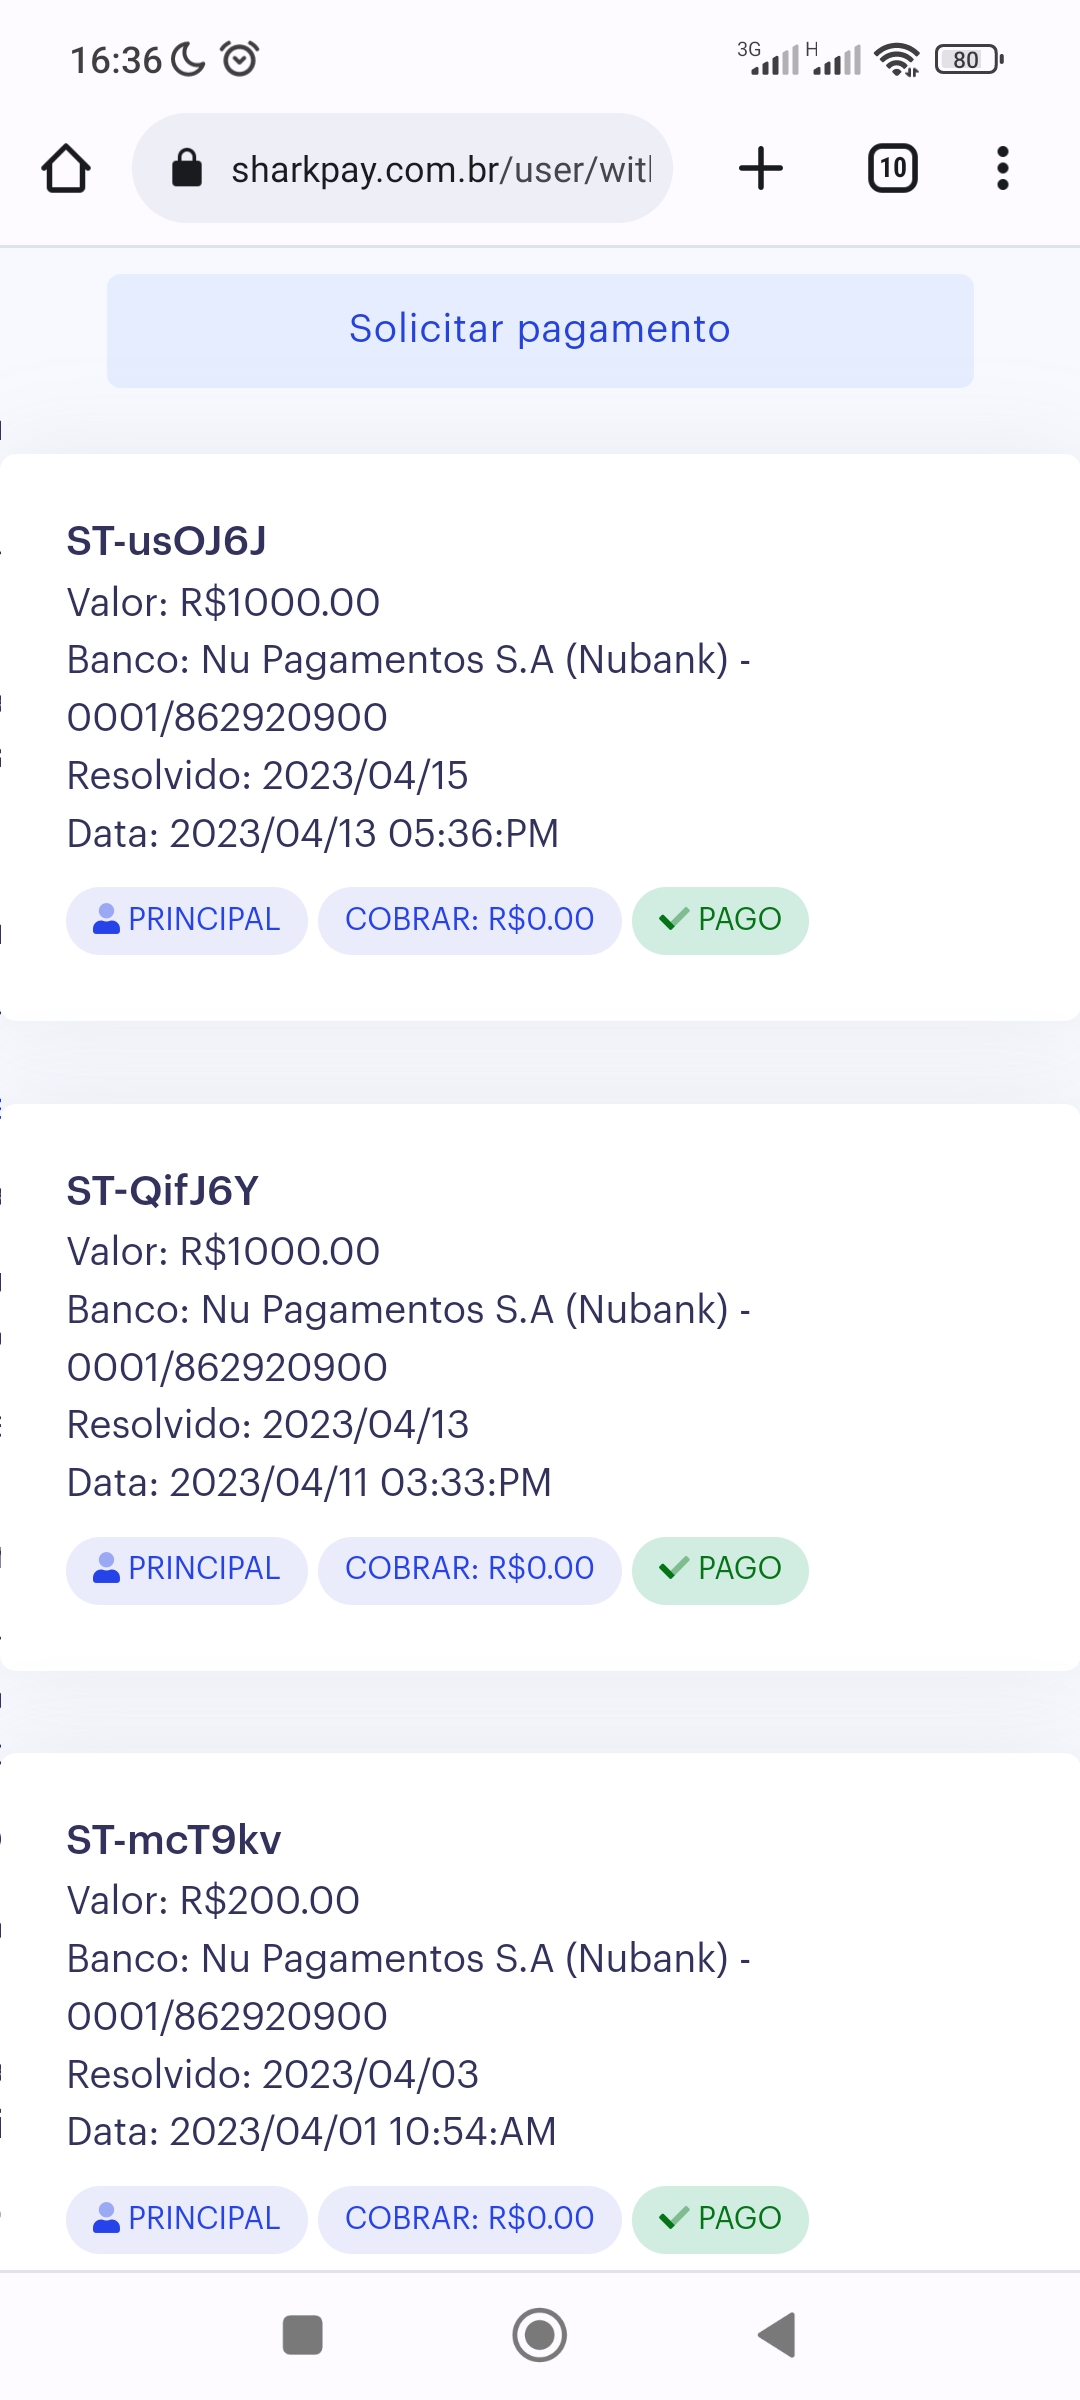 16:36
3G H 80
sharkpay.com.br/user/with
10
Solicitar pagamento
ST-usOJ6J
Valor: R$1000.00
Banco: Nu Pagamentos S.A (Nubank) -
0001/862920900
Resolvido: 2023/04/15
Data: 2023/04/13 05:36:PM
PRINCIPAL COBRAR: R$0.00 PAGO
ST-QifJ6Y
Valor: R$1000.00
Banco: Nu Pagamentos S.A (Nubank) -
0001/862920900
Resolvido: 2023/04/13
Data: 2023/04/11 03:33:PM
PRINCIPAL COBRAR: R$0.00 PAGO
ST-mcT9kv
Valor: R$200.00
Banco: Nu Pagamentos S.A (Nubank) -
0001/862920900
Resolvido: 2023/04/03
Data: 2023/04/01 10:54:AM
PRINCIPAL COBRAR: R$0.00 PAGO